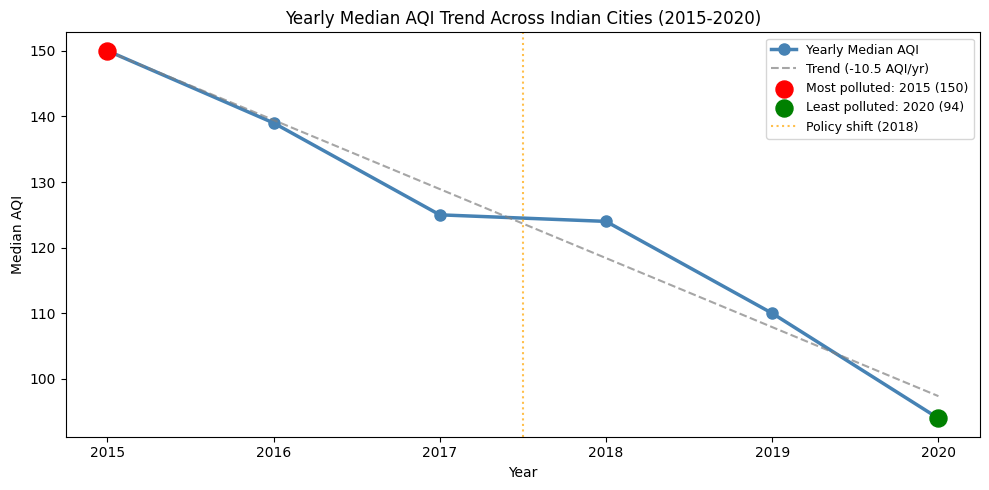 Yearly Median AQI Trend Across Indian Cities (2015-2020)
Yearly Median AQI
Trend (-10.5 AQI/yr)
Most polluted: 2015 (150)
Least polluted: 2020 (94)
Policy shift (2018)
Median AQI
150
140
130
120
110
100
2015
2016
2017
2018
2019
2020
Year